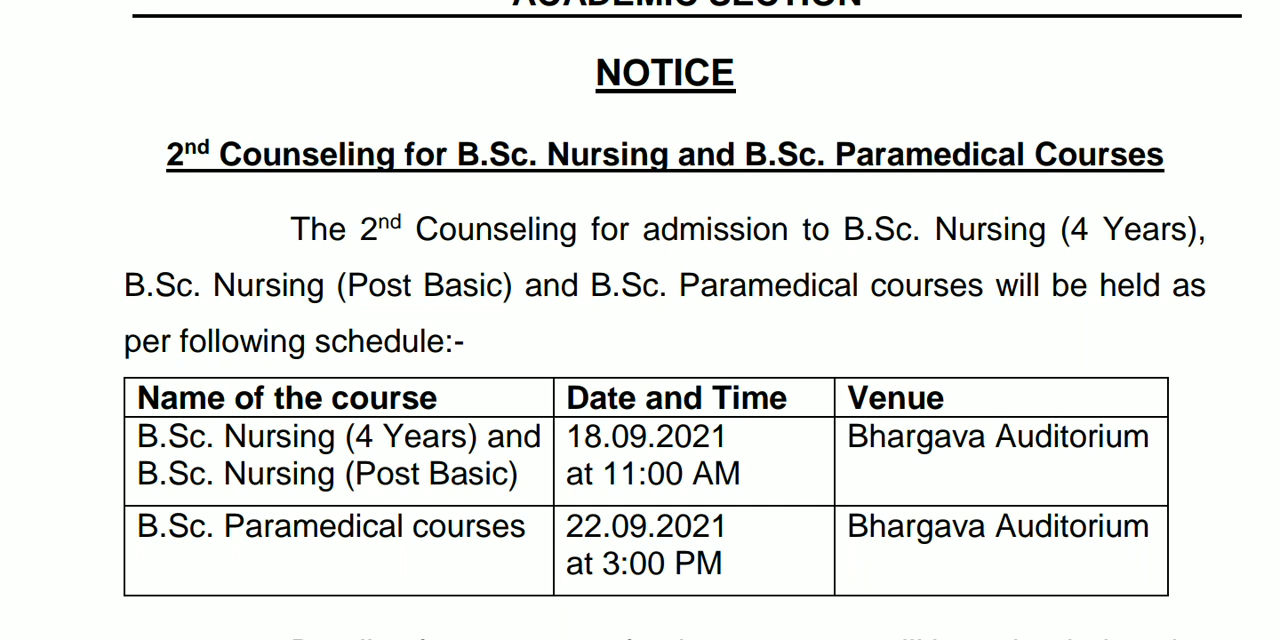 ACADEMIC SECTION
NOTICE
2nd Counseling for B.Sc. Nursing and B.Sc. Paramedical Courses
The 2nd Counseling for admission to B.Sc. Nursing (4 Years),
B.Sc. Nursing (Post Basic) and B.Sc. Paramedical courses will be held as
per following schedule:-
Name of the course Date and Time Venue
B.Sc. Nursing (4 Years) and 18.09.2021 Bhargava Auditorium
B.Sc. Nursing (Post Basic) at 11:00 AM
B.Sc. Paramedical courses 22.09.2021 Bhargava Auditorium
at 3:00 PM